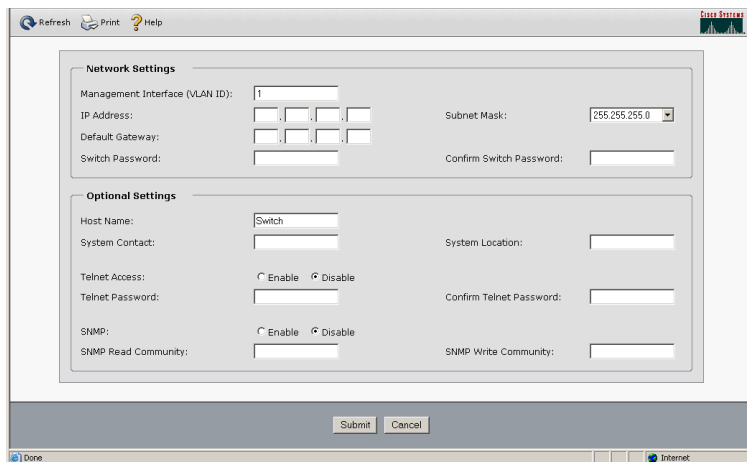 Refresh Print Help
CISCO SYSTEMS
Network Settings
Management Interface (VLAN ID): 1
IP Address: . . . Subnet Mask: 255.255.255.0
Default Gateway: . . .
Switch Password: Confirm Switch Password:
Optional Settings
Host Name: Switch
System Contact: System Location:
Telnet Access: Enable Disable
Telnet Password: Confirm Telnet Password:
SNMP: Enable Disable
SNMP Read Community: SNMP Write Community:
Submit Cancel
Done Internet